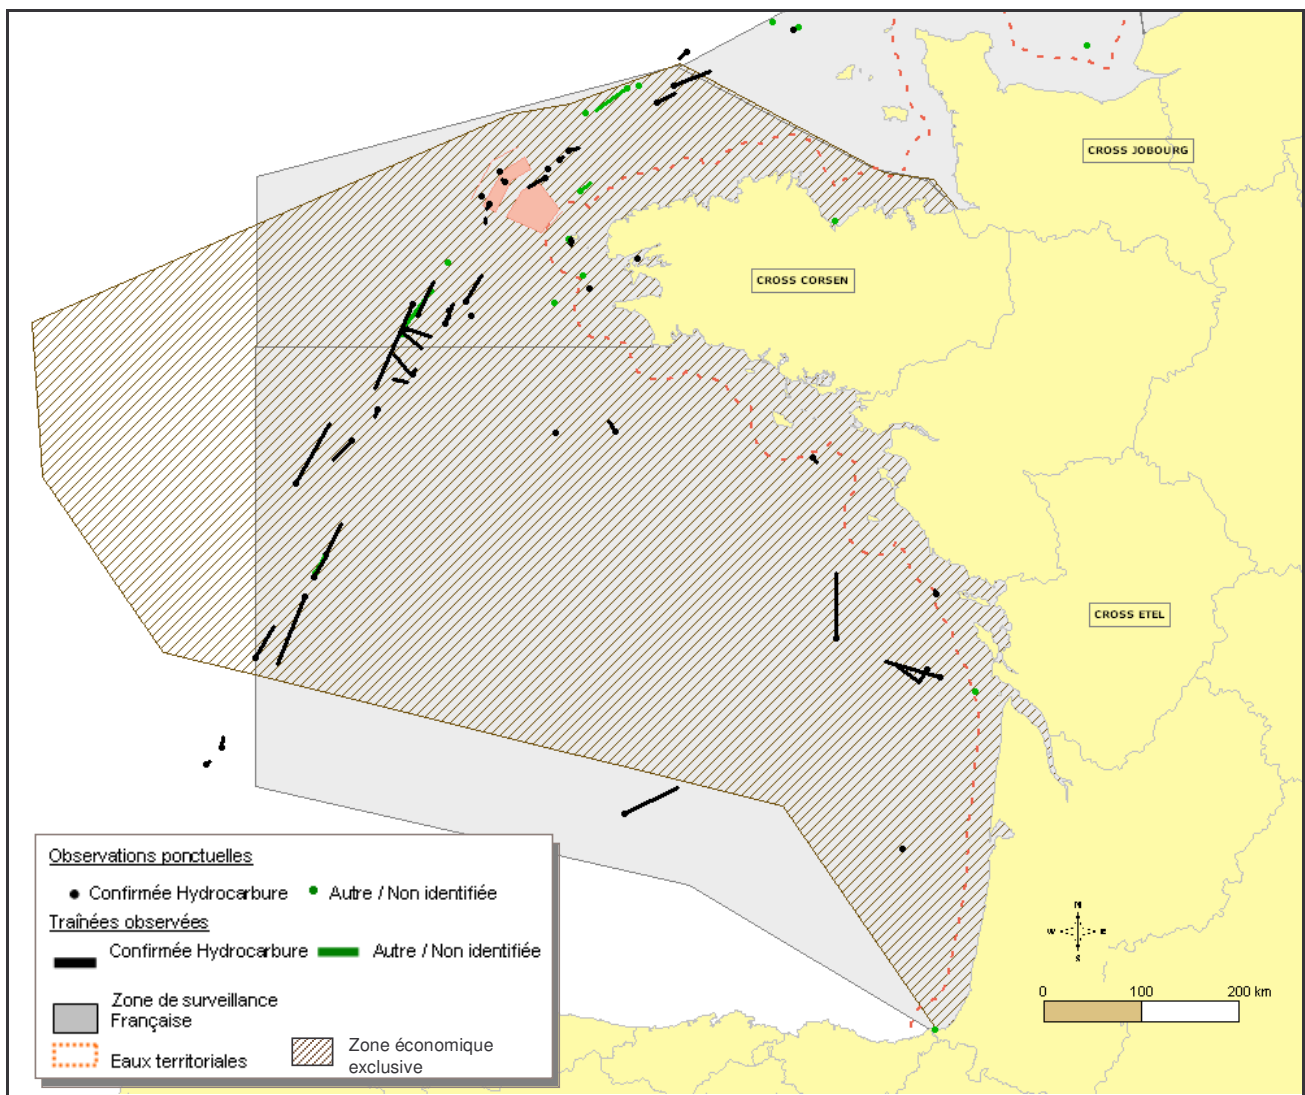 CROSS JOBOURG
CROSS CORSEN
CROSS ETEL
Observations ponctuelles
Confirmée Hydrocarbure
Autre / Non identifiée
Traînées observées
Confirmée Hydrocarbure
Autre / Non identifiée
Zone de surveillance
Française
Eaux territoriales
Zone économique
exclusive
N
W E
S
0 100 200 km